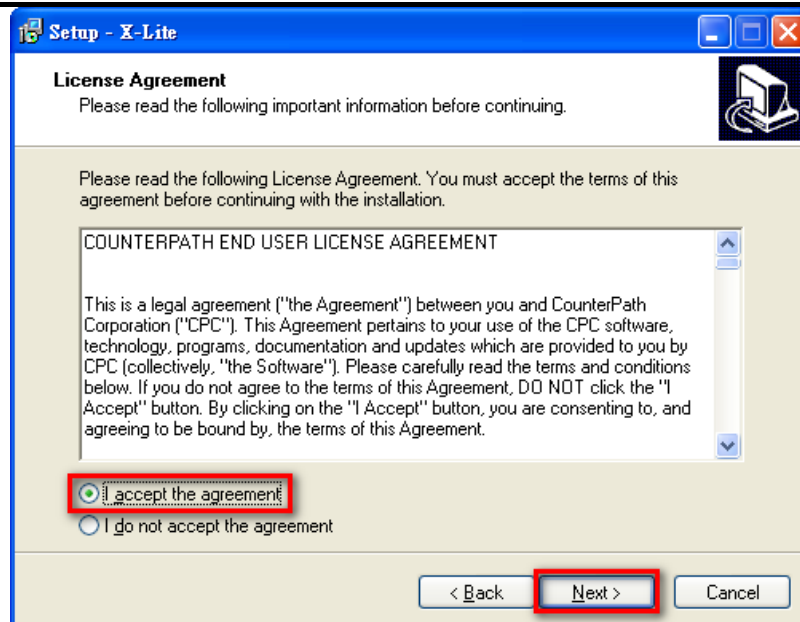 Setup - X-Lite
License Agreement
Please read the following important information before continuing.
Please read the following License Agreement. You must accept the terms of this
agreement before continuing with the installation.
COUNTERPATH END USER LICENSE AGREEMENT
This is a legal agreement ("the Agreement") between you and CounterPath
Corporation ("CPC"). This Agreement pertains to your use of the CPC software,
technology, programs, documentation and updates which are provided to you by
CPC (collectively, "the Software"). Please carefully read the terms and conditions
below. If you do not agree to the terms of this Agreement, DO NOT click the "I
Accept" button. By clicking on the "I Accept" button, you are consenting to, and
agreeing to be bound by, the terms of this Agreement.
I accept the agreement
I do not accept the agreement
< Back
Next >
Cancel